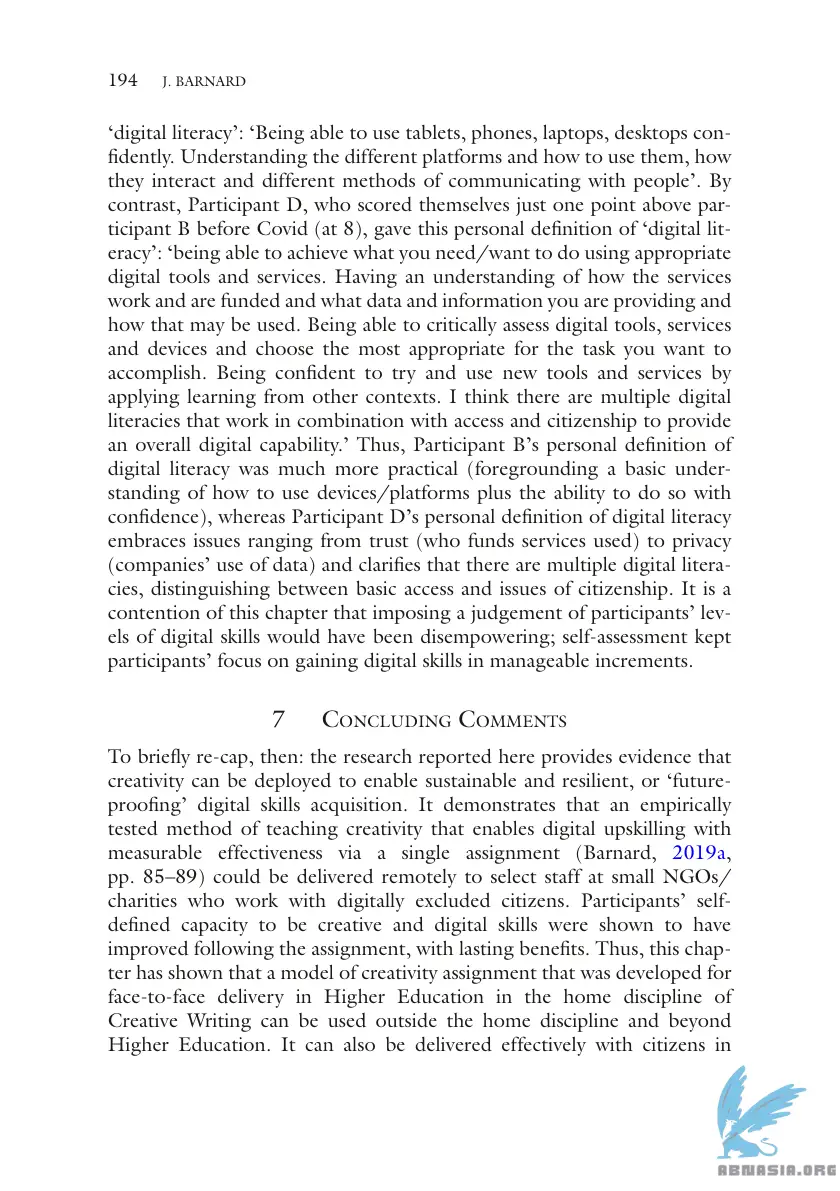 194 J. BARNARD
‘digital literacy’: ‘Being able to use tablets, phones, laptops, desktops con-
fidently. Understanding the different platforms and how to use them, how
they interact and different methods of communicating with people’. By
contrast, Participant D, who scored themselves just one point above par-
ticipant B before Covid (at 8), gave this personal definition of ‘digital lit-
eracy’: ‘being able to achieve what you need/want to do using appropriate
digital tools and services. Having an understanding of how the services
work and are funded and what data and information you are providing and
how that may be used. Being able to critically assess digital tools, services
and devices and choose the most appropriate for the task you want to
accomplish. Being confident to try and use new tools and services by
applying learning from other contexts. I think there are multiple digital
literacies that work in combination with access and citizenship to provide
an overall digital capability.’ Thus, Participant B’s personal definition of
digital literacy was much more practical (foregrounding a basic under-
standing of how to use devices/platforms plus the ability to do so with
confidence), whereas Participant D’s personal definition of digital literacy
embraces issues ranging from trust (who funds services used) to privacy
(companies’ use of data) and clarifies that there are multiple digital litera-
cies, distinguishing between basic access and issues of citizenship. It is a
contention of this chapter that imposing a judgement of participants’ lev-
els of digital skills would have been disempowering; self-assessment kept
participants’ focus on gaining digital skills in manageable increments.
7 Concluding Comments
To briefly re-cap, then: the research reported here provides evidence that
creativity can be deployed to enable sustainable and resilient, or ‘future-
proofing’ digital skills acquisition. It demonstrates that an empirically
tested method of teaching creativity that enables digital upskilling with
measurable effectiveness via a single assignment (Barnard, 2019a,
pp. 85–89) could be delivered remotely to select staff at small NGOs/
charities who work with digitally excluded citizens. Participants’ self-
defined capacity to be creative and digital skills were shown to have
improved following the assignment, with lasting benefits. Thus, this chap-
ter has shown that a model of creativity assignment that was developed for
face-to-face delivery in Higher Education in the home discipline of
Creative Writing can be used outside the home discipline and beyond
Higher Education. It can also be delivered effectively with citizens in
ABNASIA.ORG